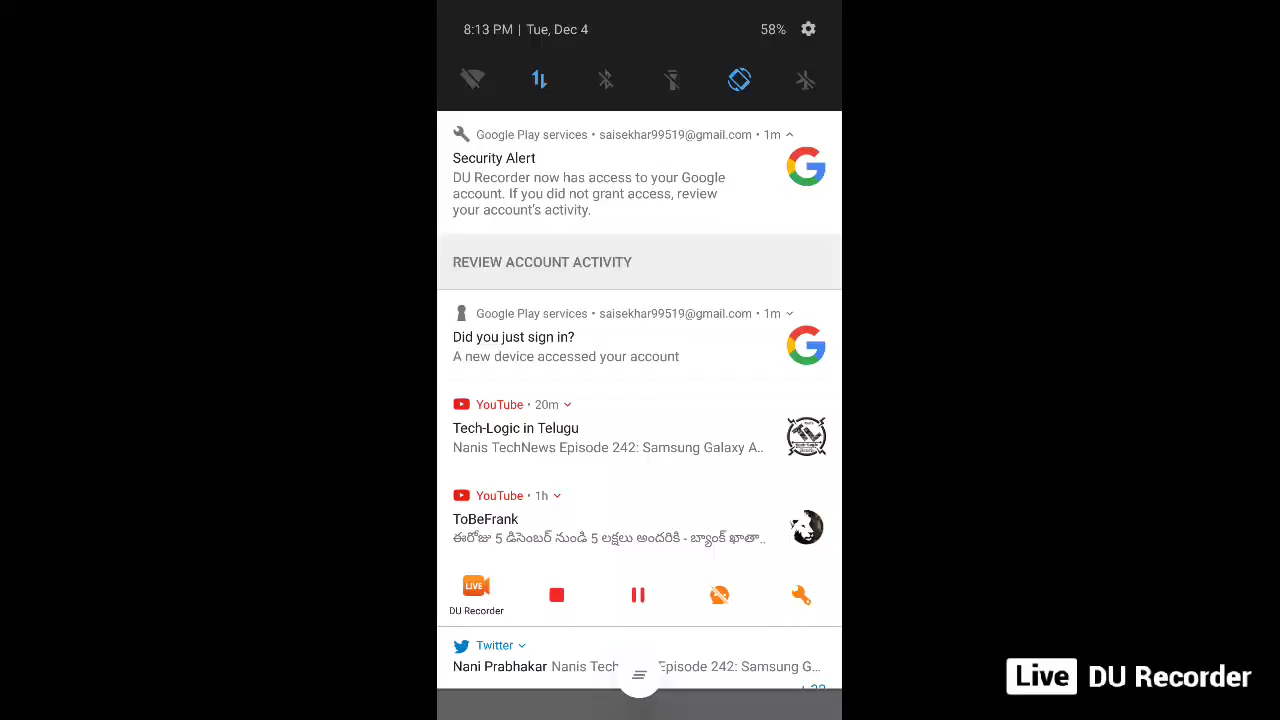 8:13 PM | Tue, Dec 4 58%
Google Play services • saisekhar99519@gmail.com • 1m
Security Alert
DU Recorder now has access to your Google
account. If you did not grant access, review
your account's activity.
REVIEW ACCOUNT ACTIVITY
Google Play services • saisekhar99519@gmail.com • 1m
Did you just sign in?
A new device accessed your account
YouTube • 20m
Tech-Logic in Telugu
Nanis TechNews Episode 242: Samsung Galaxy A..
YouTube • 1h
ToBeFrank
ఈరోజు 5 డిసెంబర్ నుండి 5 లక్షలు అందరికి - బ్యాంక్ ఖాతా..
LIVE
DU Recorder
Twitter
Nani Prabhakar Nanis Tech Episode 242: Samsung G...
Live DU Recorder